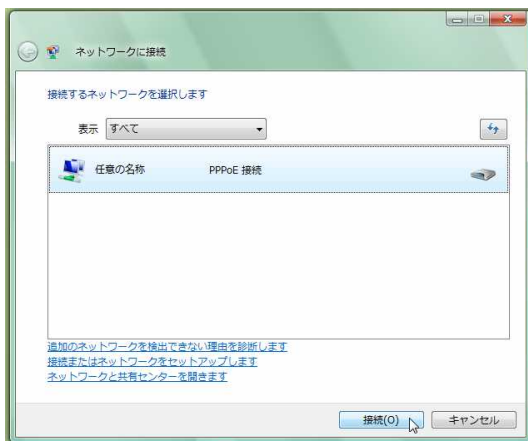 ネットワークに接続
接続するネットワークを選択します
表示 すべて
任意の名称 PPPoE 接続
追加のネットワークを検出できない理由を診断します
接続またはネットワークをセットアップします
ネットワークと共有センターを開きます
接続(O) キャンセル